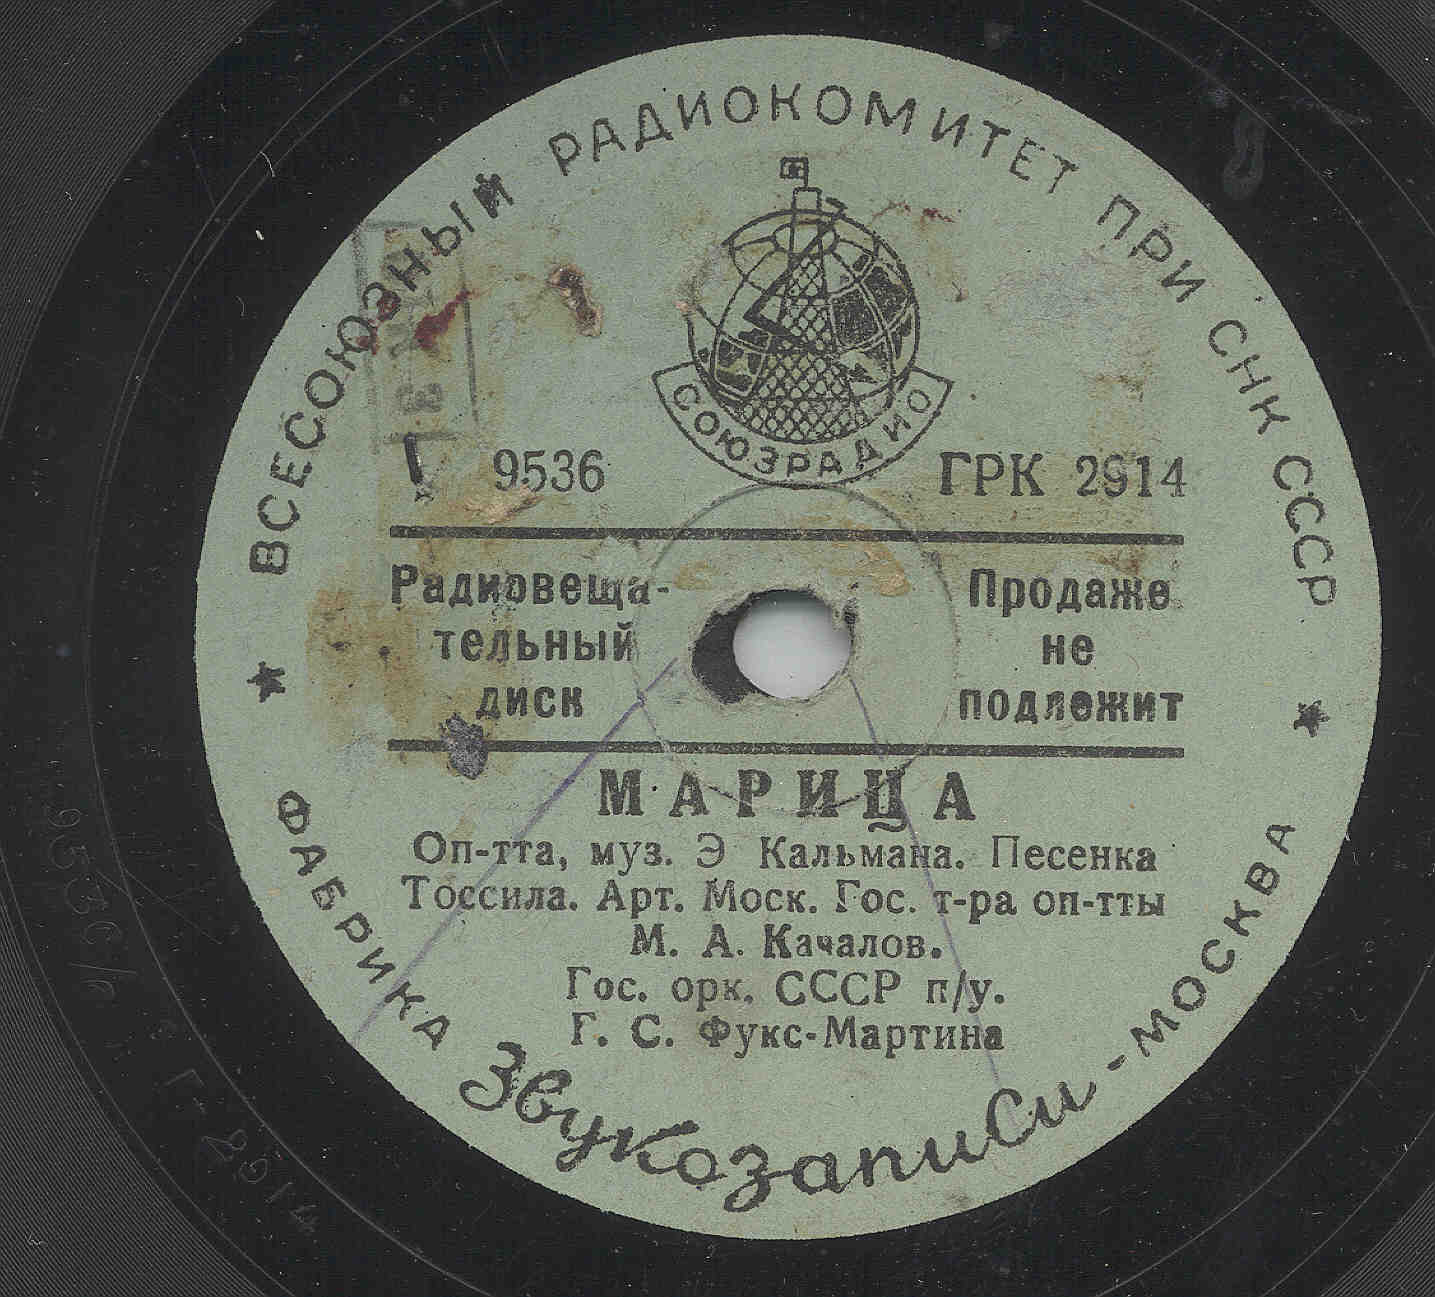 ВСЕСОЮЗНЫЙ РАДИОКОМИТЕТ ПРИ СНК СССР
СОЮЗРАДИО
9536
ГРК 2914
Радиовеща-
тельный
диск
Продаже
не
подлежит
МАРИЦА
Оп-тта, муз. Э Кальмана. Песенка
Тоссила. Арт. Моск. Гос. т-ра оп-тты
М. А. Качалов.
Гос. орк. СССР п/у.
Г. С. Фукс-Мартина
ФАБРИКА Звукозаписи - МОСКВА